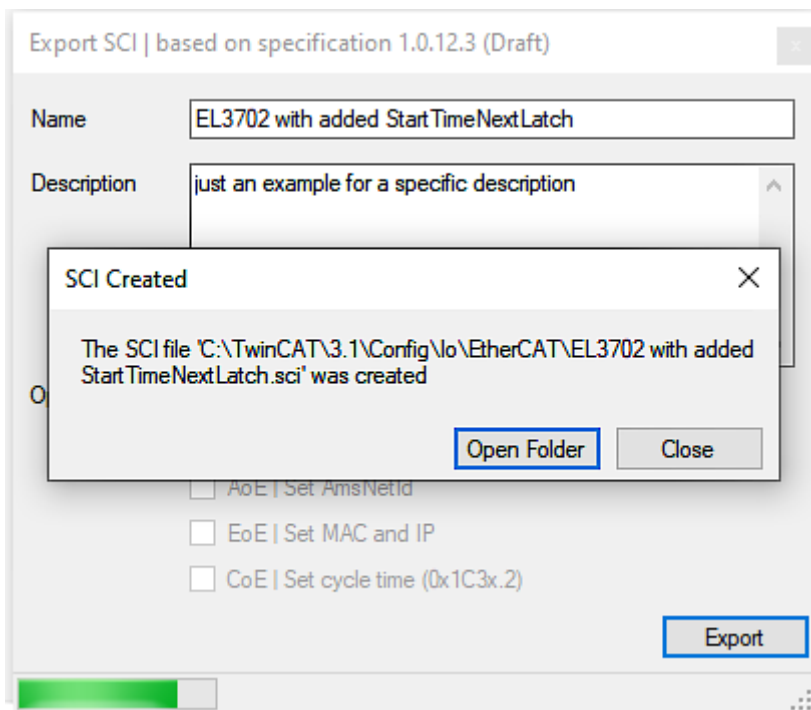 Export SCI | based on specification 1.0.12.3 (Draft)
x
Name
EL3702 with added StartTimeNextLatch
Description
just an example for a specific description
SCI Created
The SCI file 'C:\TwinCAT\3.1\Config\Io\EtherCAT\EL3702 with added
StartTimeNextLatch.sci' was created
Open Folder
Close
AoE | Set AmsNetId
EoE | Set MAC and IP
CoE | Set cycle time (0x1C3x.2)
Export